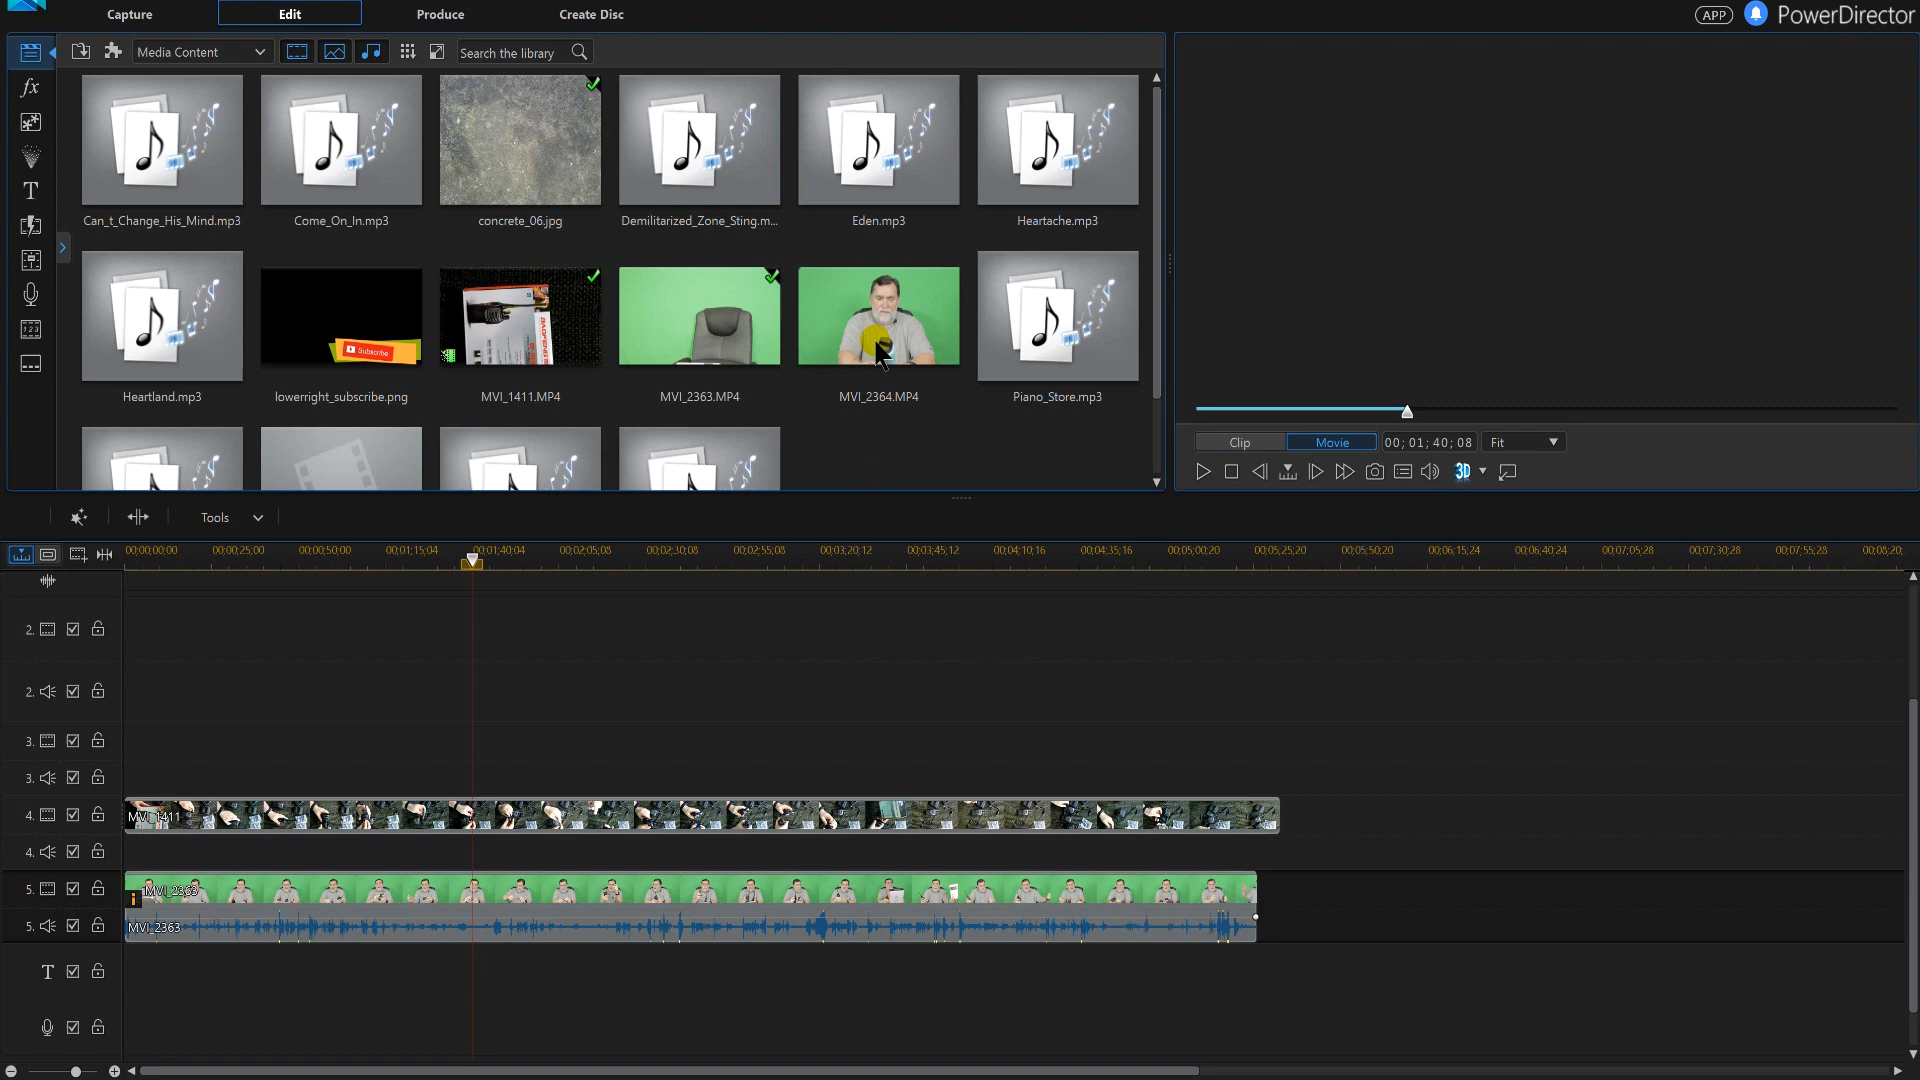 Capture
Edit
Produce
Create Disc
APP
PowerDirector
Media Content
Search the library
fx
T
Can_t_Change_His_Mind.mp3
Come_On_In.mp3
concrete_06.jpg
Demilitarized_Zone_Sting.m...
Eden.mp3
Heartache.mp3
Subscribe
Heartland.mp3
lowerright_subscribe.png
MVI_1411.MP4
MVI_2363.MP4
MVI_2364.MP4
Piano_Store.mp3
Clip
Movie
00; 01; 40; 08
Fit
3D
Tools
00;00;00;00
00;00;25;00
00;00;50;00
00;01;15;04
00;01;40;04
00;02;05;08
00;02;30;08
00;02;55;08
00;03;20;12
00;03;45;12
00;04;10;16
00;04;35;16
00;05;00;20
00;05;25;20
00;05;50;20
00;06;15;24
00;06;40;24
00;07;05;28
00;07;30;28
00;07;55;28
00;08;20;
2.
2.
3.
3.
4.
MVI_1411
4.
5.
MVI_2363
i
5.
MVI_2363
T